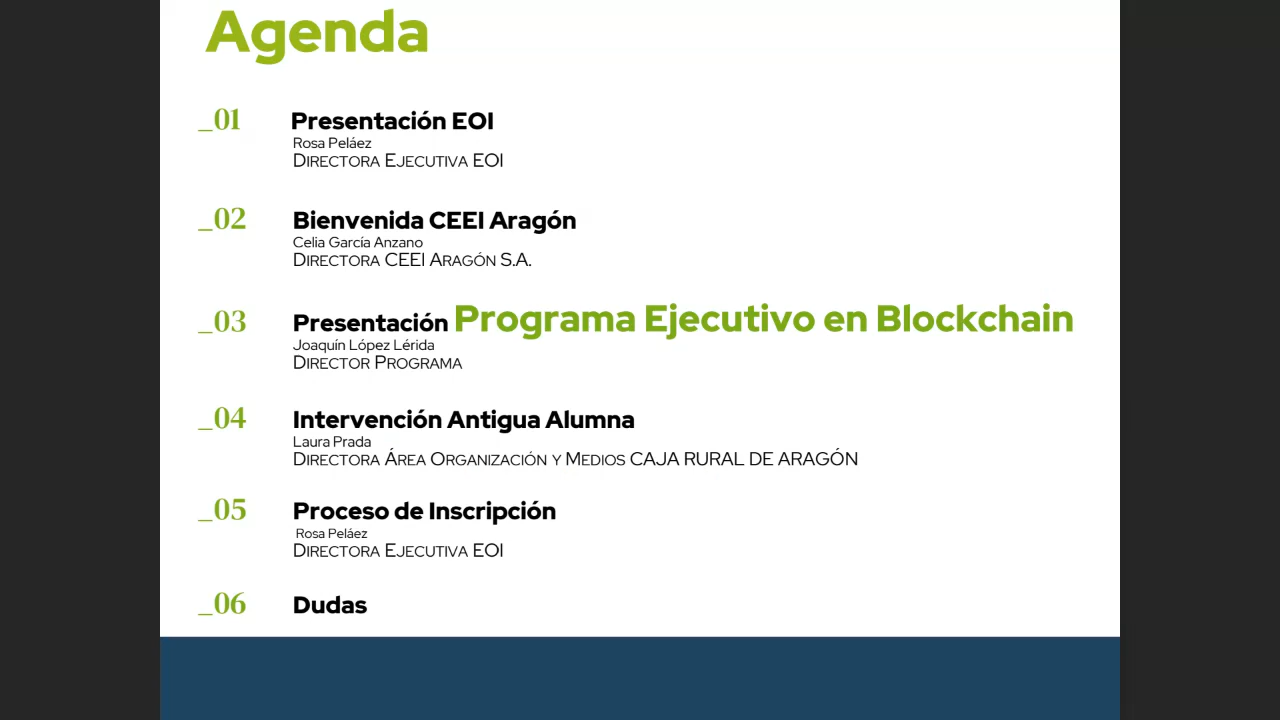 Agenda
_01 Presentación EOI
Rosa Peláez
DIRECTORA EJECUTIVA EOI
_02 Bienvenida CEEI Aragón
Celia García Anzano
DIRECTORA CEEI ARAGÓN S.A.
_03 Presentación Programa Ejecutivo en Blockchain
Joaquín López Lérida
DIRECTOR PROGRAMA
_04 Intervención Antigua Alumna
Laura Prada
DIRECTORA ÁREA ORGANIZACIÓN Y MEDIOS CAJA RURAL DE ARAGÓN
_05 Proceso de Inscripción
Rosa Peláez
DIRECTORA EJECUTIVA EOI
_06 Dudas